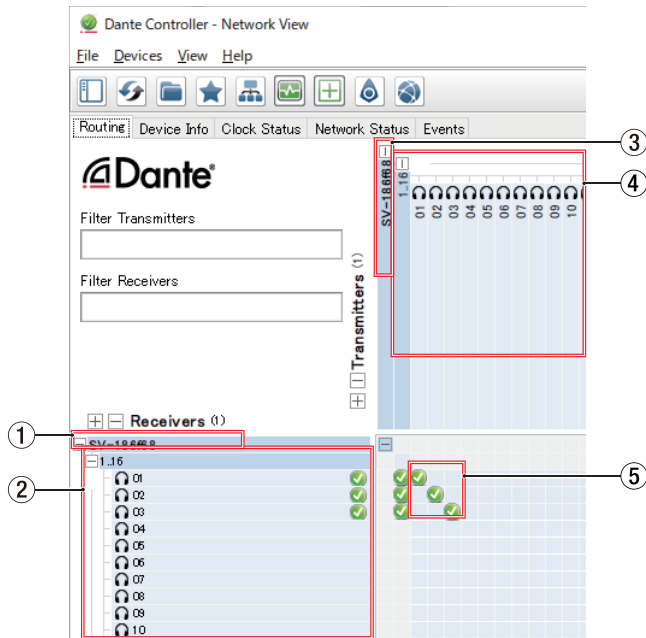 Dante Controller - Network View
File Devices View Help
Routing Device Info Clock Status Network Status Events
Dante®
Filter Transmitters
Filter Receivers
Transmitters (1)
SV-186ff68
1..16
01
02
03
04
05
06
07
08
09
10
3
4
Receivers (1)
1
SV-186ff68
2
1..16
01
02
03
04
05
06
07
08
09
10
5